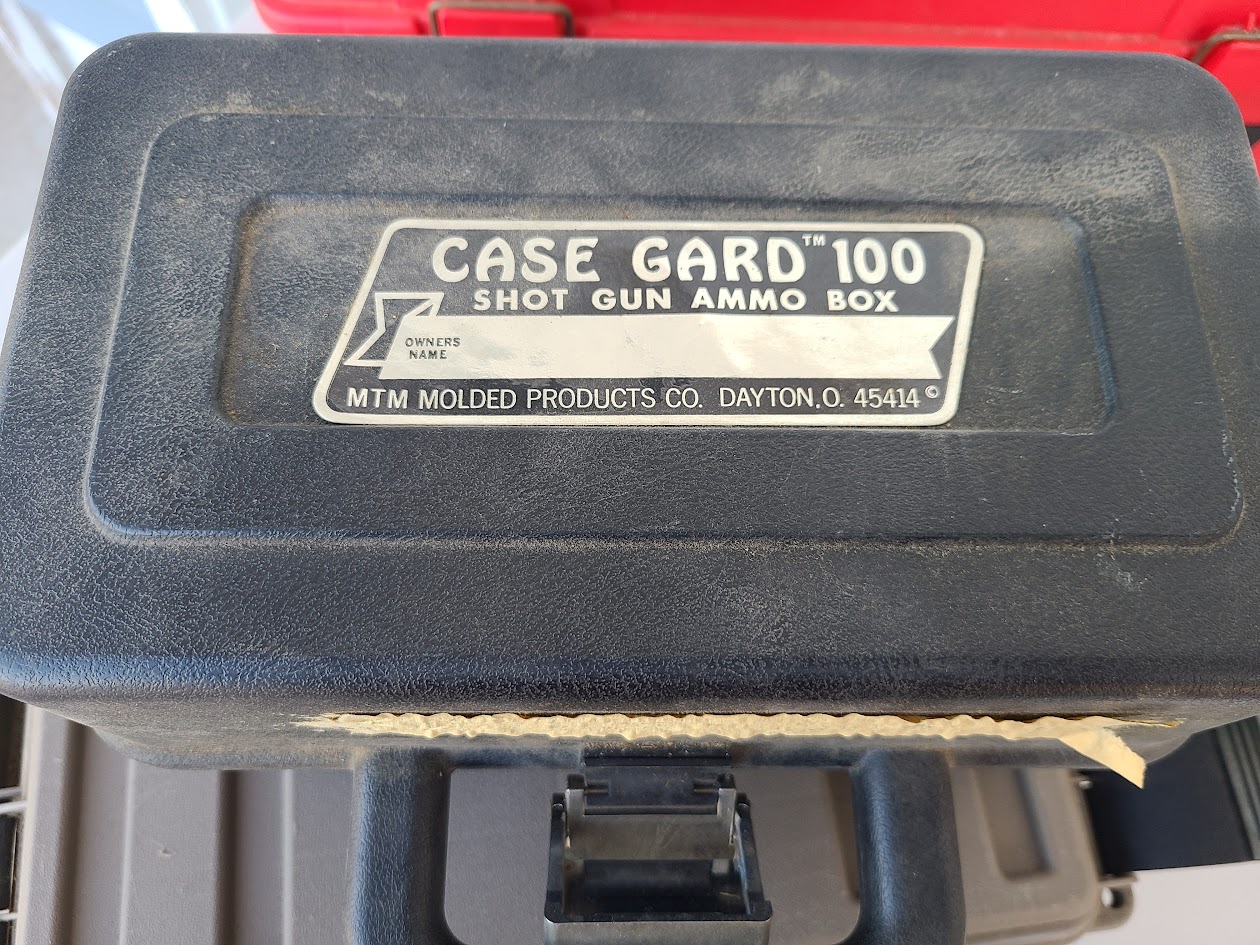 CASE GARD™ 100
SHOT GUN AMMO BOX
OWNERS
NAME
MTM MOLDED PRODUCTS CO. DAYTON, O. 45414 ©